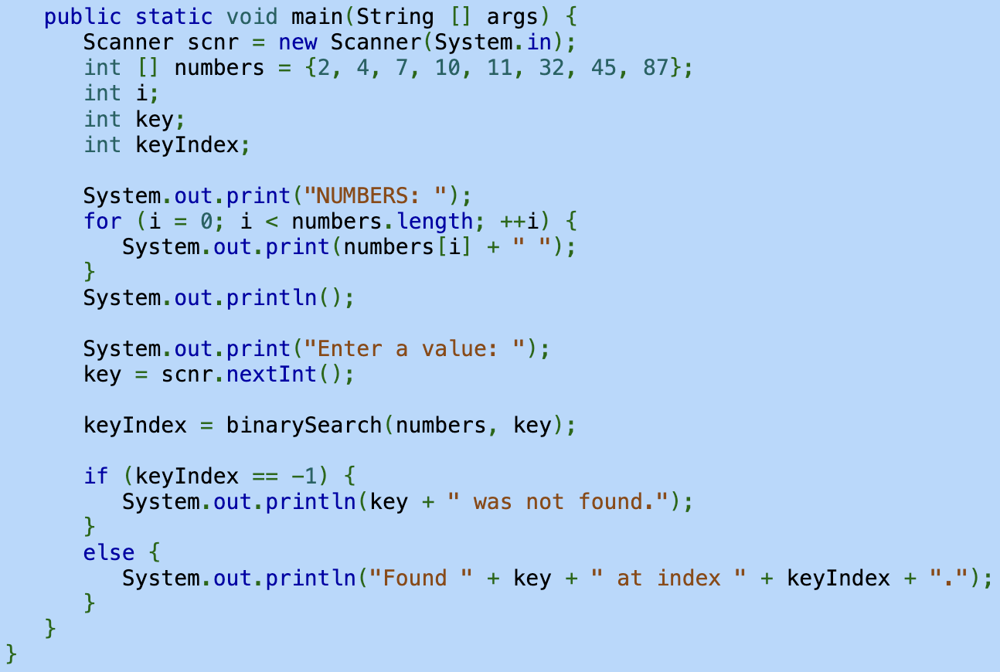 public static void main(String [] args) {
Scanner scnr = new Scanner(System.in);
int [] numbers = {2, 4, 7, 10, 11, 32, 45, 87};
int i;
int key;
int keyIndex;
System.out.print("NUMBERS: ");
for (i = 0; i < numbers.length; ++i) {
System.out.print(numbers[i] + " ");
}
System.out.println();
System.out.print("Enter a value: ");
key = scnr.nextInt();
keyIndex = binarySearch(numbers, key);
if (keyIndex == -1) {
System.out.println(key + " was not found.");
}
else {
System.out.println("Found " + key + " at index " + keyIndex + ".");
}
}
}